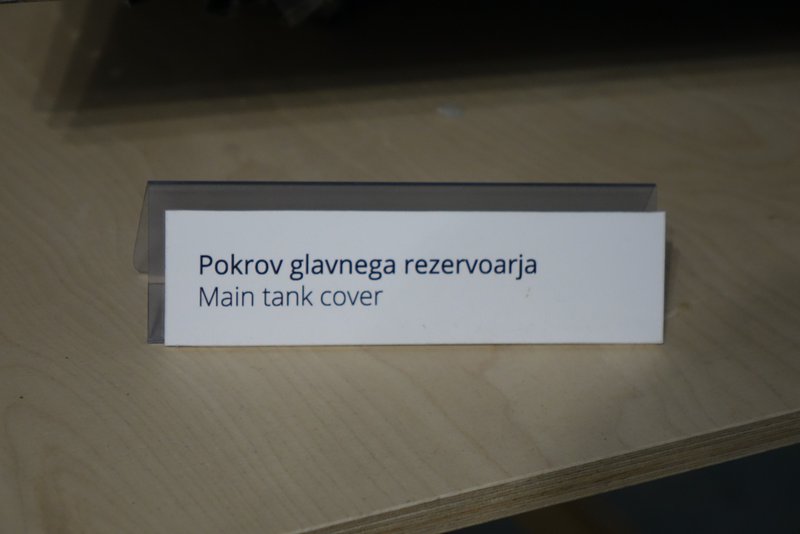 Pokrov glavnega rezervoarja
Main tank cover